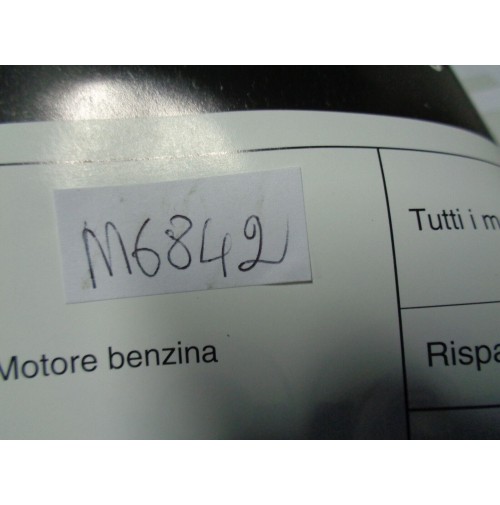 M6842
Tutti i m
Motore benzina
Rispa